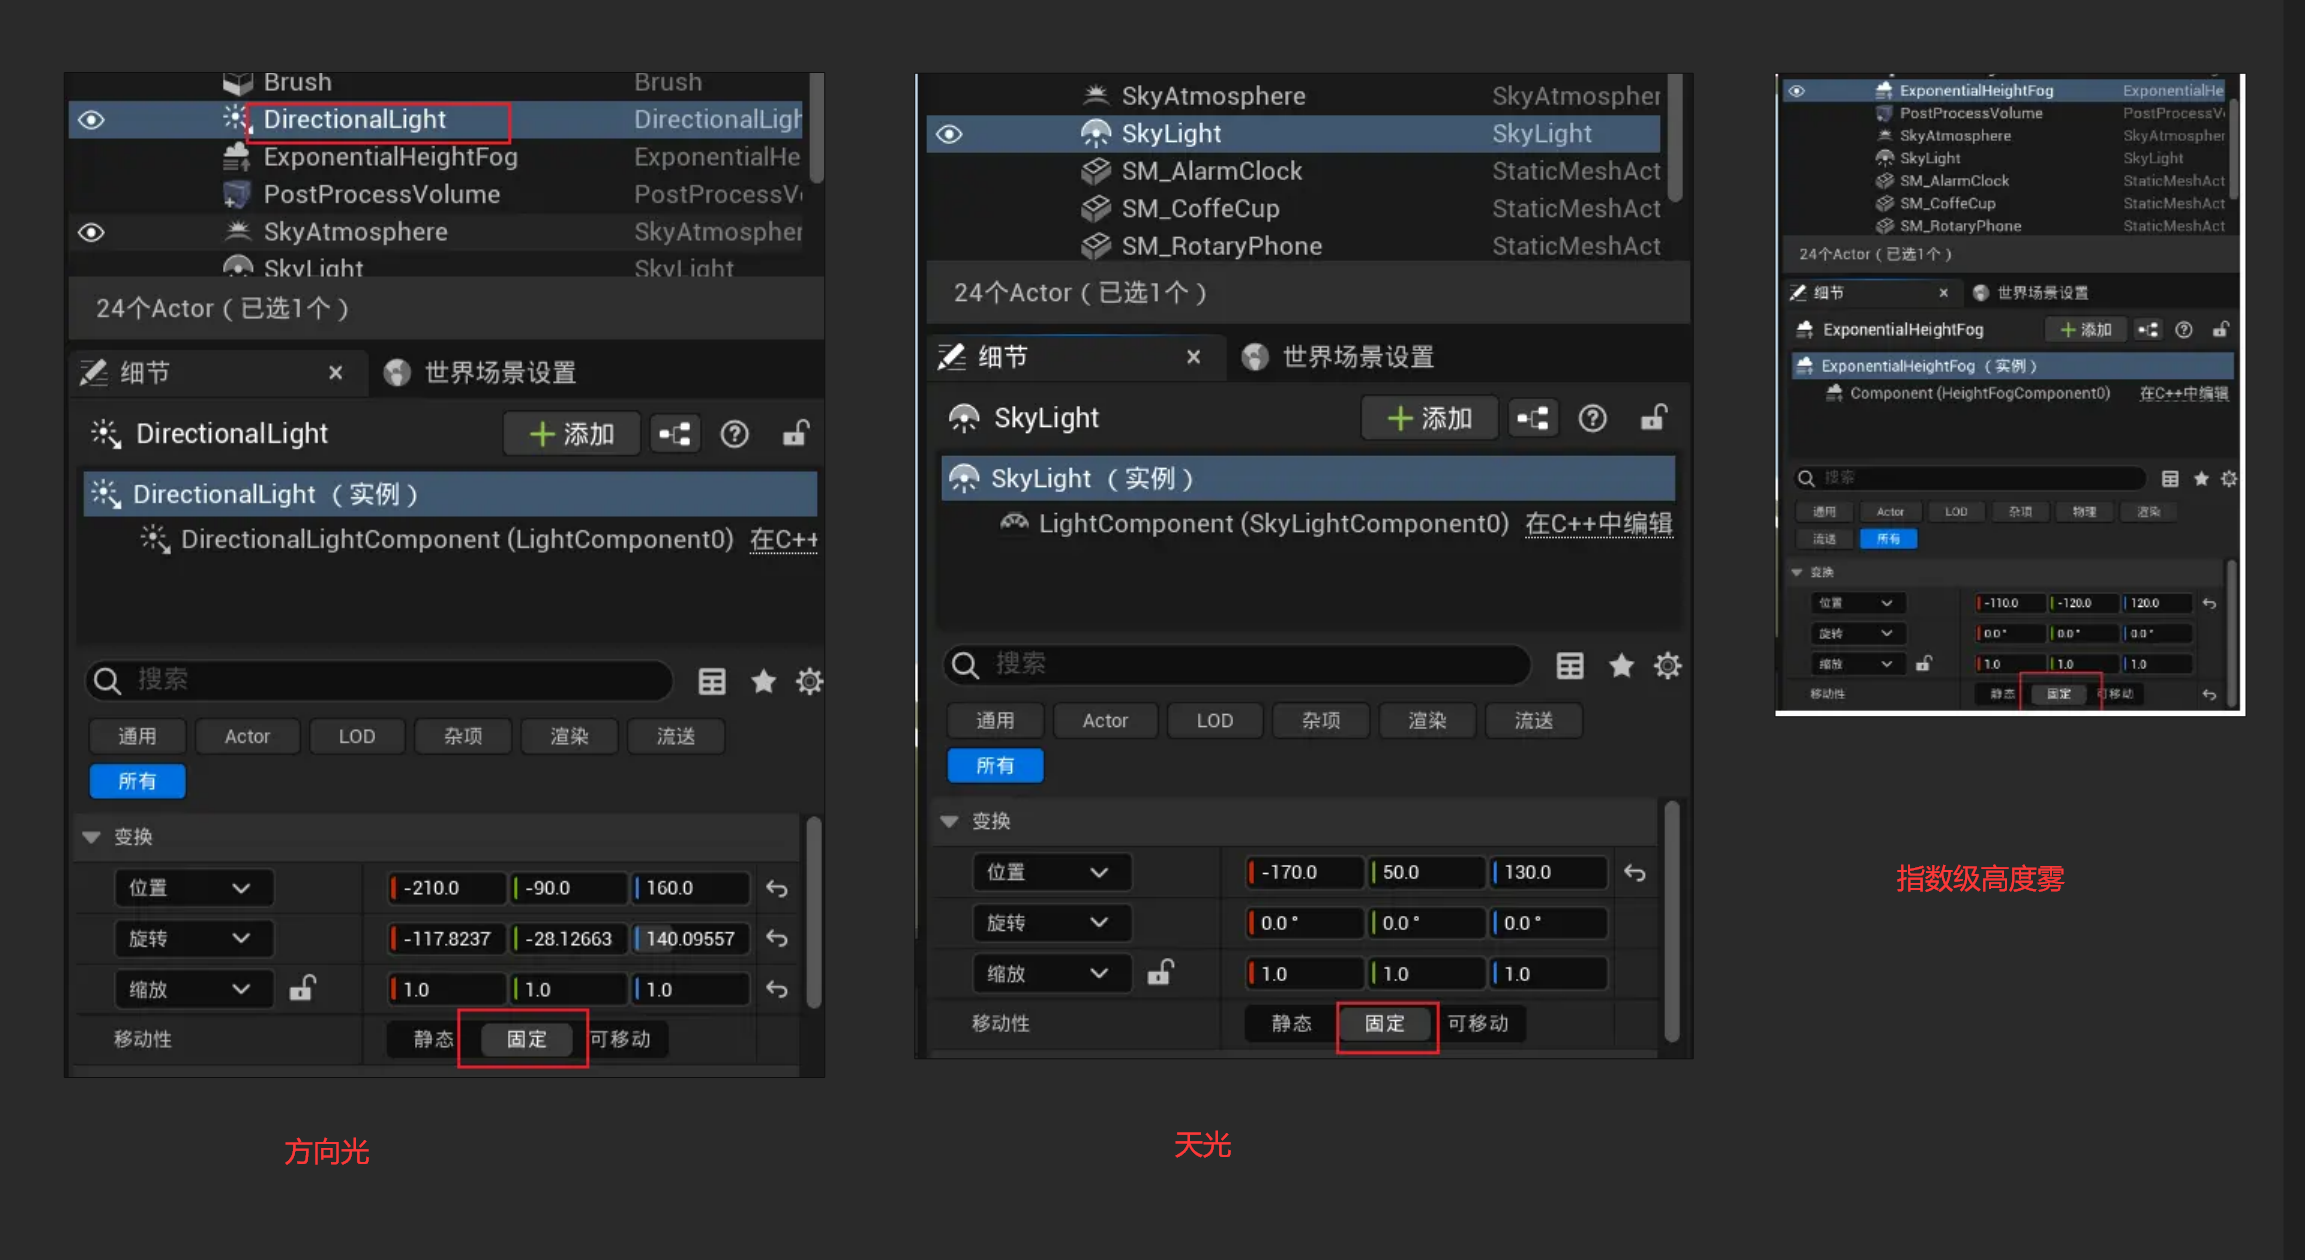 Brush Brush
DirectionalLight DirectionalLigh
ExponentialHeightFog ExponentialHe
PostProcessVolume PostProcessV
SkyAtmosphere SkyAtmospher
SkyLight SkyLight
24个Actor（已选1个）
细节 × 世界场景设置
DirectionalLight + 添加
DirectionalLight （实例）
DirectionalLightComponent (LightComponent0) 在C++
搜索
通用 Actor LOD 杂项 渲染 流送
所有
变换
位置 -210.0 -90.0 160.0
旋转 -117.8237 -28.12663 140.09557
缩放 1.0 1.0 1.0
移动性 静态 固定 可移动
方向光
SkyAtmosphere SkyAtmospher
SkyLight SkyLight
SM_AlarmClock StaticMeshAct
SM_CoffeCup StaticMeshAct
SM_RotaryPhone StaticMeshAct
24个Actor（已选1个）
细节 × 世界场景设置
SkyLight + 添加
SkyLight （实例）
LightComponent (SkyLightComponent0) 在C++中编辑
搜索
通用 Actor LOD 杂项 渲染 流送
所有
变换
位置 -170.0 50.0 130.0
旋转 0.0° 0.0° 0.0°
缩放 1.0 1.0 1.0
移动性 静态 固定 可移动
天光
ExponentialHeightFog ExponentialHe
PostProcessVolume PostProcessV
SkyAtmosphere SkyAtmospher
SkyLight SkyLight
SM_AlarmClock StaticMeshAct
SM_CoffeCup StaticMeshAct
SM_RotaryPhone StaticMeshAct
24个Actor（已选1个）
细节 × 世界场景设置
ExponentialHeightFog + 添加
ExponentialHeightFog （实例）
Component (HeightFogComponent0) 在C++中编辑
搜索
通用 Actor LOD 杂项 物理 渲染
流送 所有
变换
位置 -110.0 -120.0 120.0
旋转 0.0° 0.0° 0.0°
缩放 1.0 1.0 1.0
移动性 静态 固定 可移动
指数级高度雾